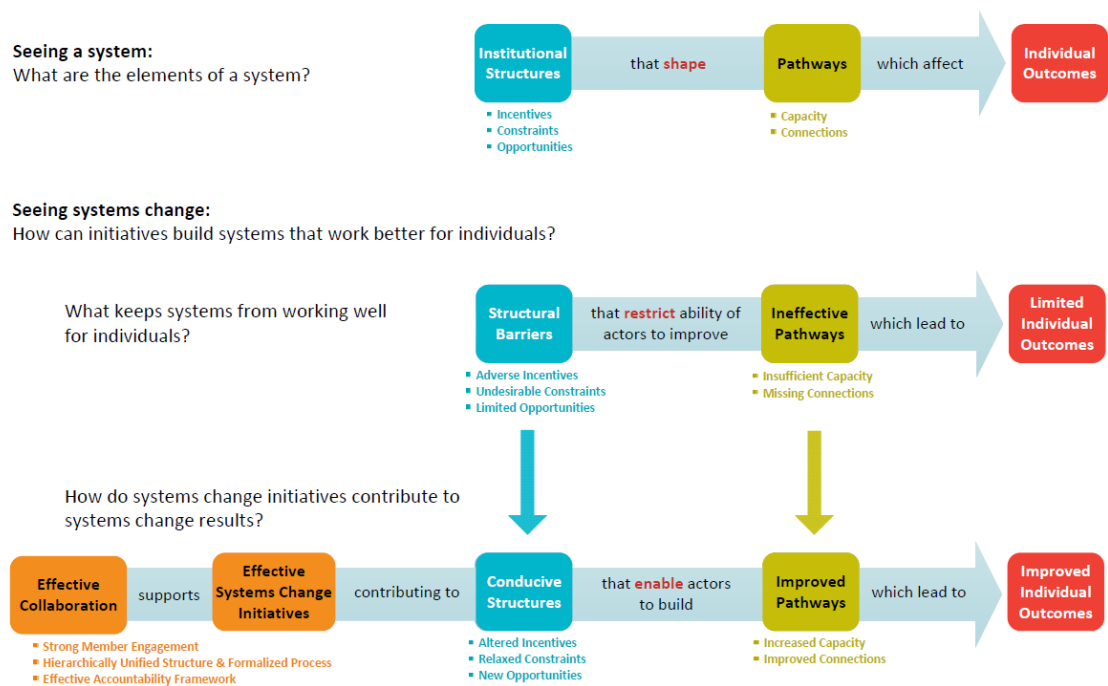 Seeing a system:
What are the elements of a system?
Institutional
Structures
that shape
Pathways
which affect
Individual
Outcomes
▪ Incentives
▪ Constraints
▪ Opportunities
▪ Capacity
▪ Connections
Seeing systems change:
How can initiatives build systems that work better for individuals?
What keeps systems from working well
for individuals?
Structural
Barriers
that restrict ability of
actors to improve
Ineffective
Pathways
which lead to
Limited
Individual
Outcomes
▪ Adverse Incentives
▪ Undesirable Constraints
▪ Limited Opportunities
▪ Insufficient Capacity
▪ Missing Connections
How do systems change initiatives contribute to
systems change results?
Effective
Collaboration
supports
Effective
Systems Change
Initiatives
contributing to
Conducive
Structures
that enable actors
to build
Improved
Pathways
which lead to
Improved
Individual
Outcomes
▪ Strong Member Engagement
▪ Hierarchically Unified Structure & Formalized Process
▪ Effective Accountability Framework
▪ Altered Incentives
▪ Relaxed Constraints
▪ New Opportunities
▪ Increased Capacity
▪ Improved Connections